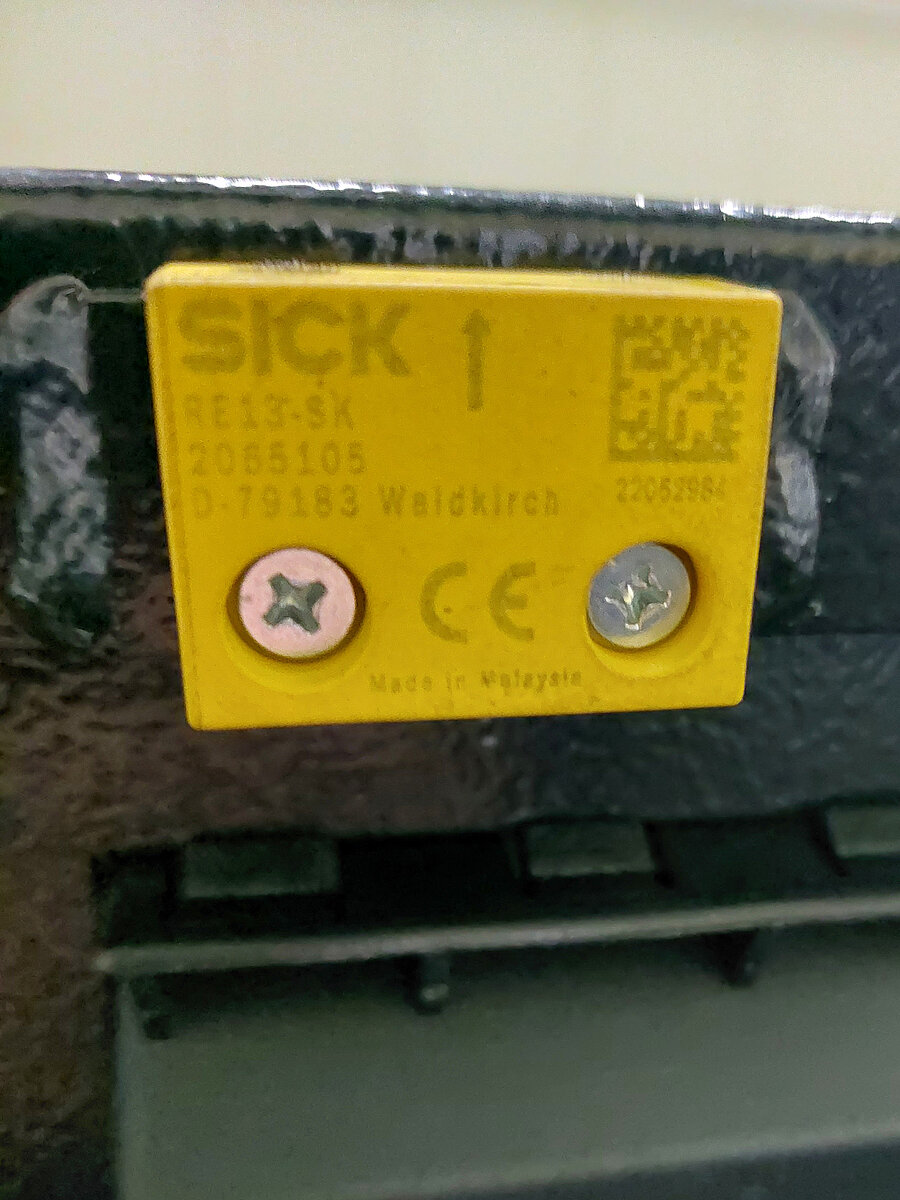 SICK
RE13-SK
2065105
D-79183 Waldkirch
22052984
CE
Made in Malaysia